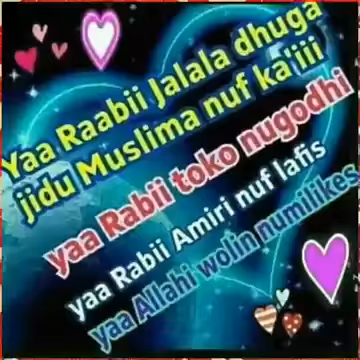 Yaa Raabii Jalala dhuga
jidu Muslima nuf ka'iii
yaa Rabii toko nugodhi
yaa Rabii Amiri nuf lafis
yaa Allahi wolin numilikes